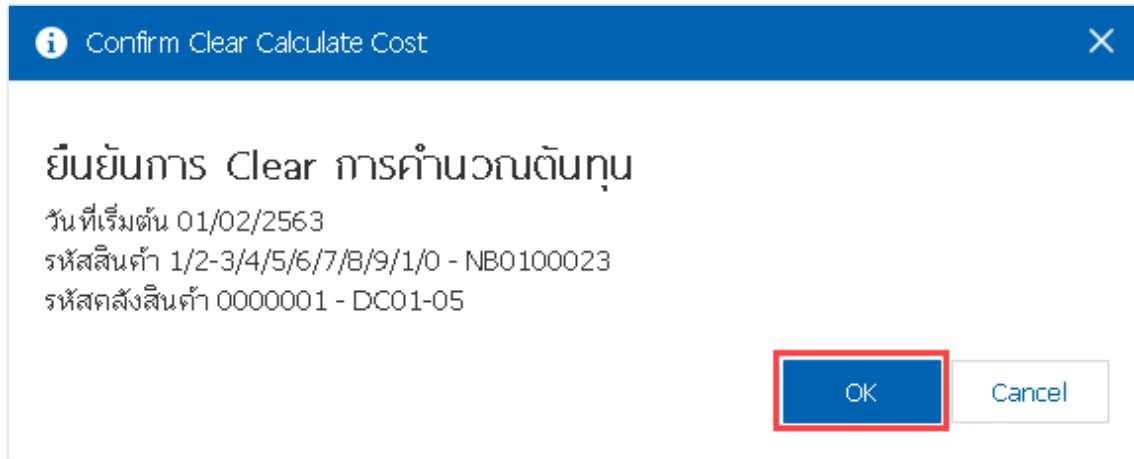 Confirm Clear Calculate Cost
ยืนยันการ Clear การคำนวณต้นทุน
วันที่เริ่มต้น 01/02/2563
รหัสสินค้า 1/2-3/4/5/6/7/8/9/1/0 - NB0100023
รหัสคลังสินค้า 0000001 - DC01-05
OK Cancel